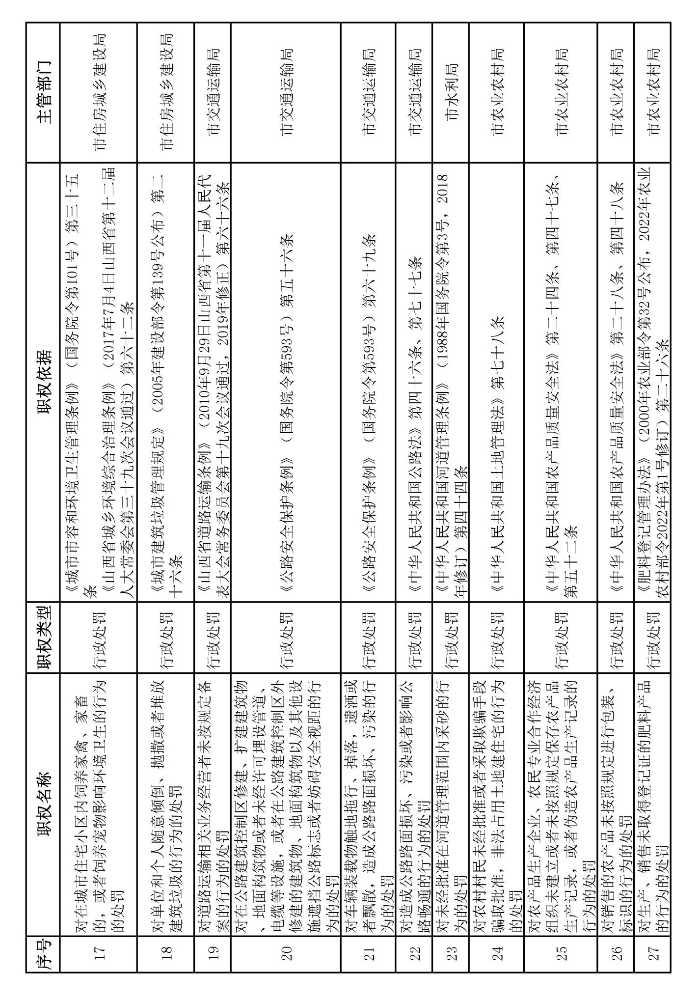 序号 职权名称 职权类型 职权依据 主管部门
17
对在城市住宅小区内饲养家禽、家畜
的，或者饲养宠物影响环境卫生的行为
的处罚
行政处罚
《城市市容和环境卫生管理条例》（国务院令第101号）第三十五
条
《山西省城乡环境综合治理条例》（2017年7月4日山西省第十二届
人大常委会第三十九次会议通过）第六十二条
市住房城乡建设局
18
对单位和个人随意倾倒、抛撒或者堆放
建筑垃圾的行为的处罚
行政处罚
《城市建筑垃圾管理规定》（2005年建设部令第139号公布）第二
十六条
市住房城乡建设局
19
对道路运输相关业务经营者未按规定备
案的行为的处罚
行政处罚
《山西省道路运输条例》（2010年9月29日山西省第十一届人民代
表大会常务委员会第十九次会议通过，2019年修正）第六十六条
市交通运输局
20
对在公路建筑控制区修建、扩建建筑物
、地面构筑物或者未经许可埋设管道、
电缆等设施，或者在公路建筑控制区外
修建的建筑物、地面构筑物以及其他设
施遮挡公路标志或者妨碍安全视距的行
为的处罚
行政处罚
《公路安全保护条例》（国务院令第593号）第五十六条
市交通运输局
21
对车辆装载物触地拖行、掉落，遗洒或
者飘散，造成公路路面损坏、污染的行
为的处罚
行政处罚
《公路安全保护条例》（国务院令第593号）第六十九条
市交通运输局
22
对造成公路路面损坏、污染或者影响公
路畅通的行为的处罚
行政处罚
《中华人民共和国公路法》第四十六条、第七十七条
市交通运输局
23
对未经批准在河道管理范围内采砂的行
为的处罚
行政处罚
《中华人民共和国河道管理条例》（1988年国务院令第3号，2018
年修订）第四十四条
市水利局
24
对农村村民未经批准或者采取欺骗手段
骗取批准，非法占用土地建住宅的行为
的处罚
行政处罚
《中华人民共和国土地管理法》第七十八条
市农业农村局
25
对农产品生产企业、农民专业合作经济
组织未建立或者未按照规定保存农产品
生产记录，或者伪造农产品生产记录的
行为的处罚
行政处罚
《中华人民共和国农产品质量安全法》第二十四条、第四十七条、
第五十二条
市农业农村局
26
对销售的农产品未按照规定进行包装、
标识的行为的处罚
行政处罚
《中华人民共和国农产品质量安全法》第二十八条、第四十八条
市农业农村局
27
对生产、销售未取得登记证的肥料产品
的行为的处罚
行政处罚
《肥料登记管理办法》（2000年农业部令第32号公布，2022年农业
农村部令2022年第1号修订）第二十六条
市农业农村局